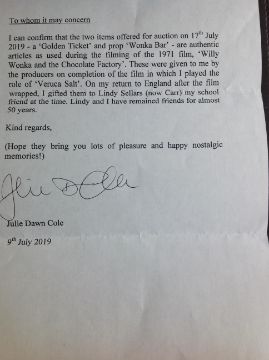 To whom it may concern
I can confirm that the two items offered for auction on 17th July
2019 - a 'Golden Ticket' and prop 'Wonka Bar' - are authentic
articles as used during the filming of the 1971 film, 'Willy
Wonka and the Chocolate Factory'. These were given to me by
the producers on completion of the film in which I played the
role of 'Veruca Salt'. On my return to England after the film
wrapped, I gifted them to Lindy Sellars (now Carr) my school
friend at the time. Lindy and I have remained friends for almost
50 years.
Kind regards,
(Hope they bring you lots of pleasure and happy nostalgic
memories!)
Julie D Cole
Julie Dawn Cole
9th July 2019